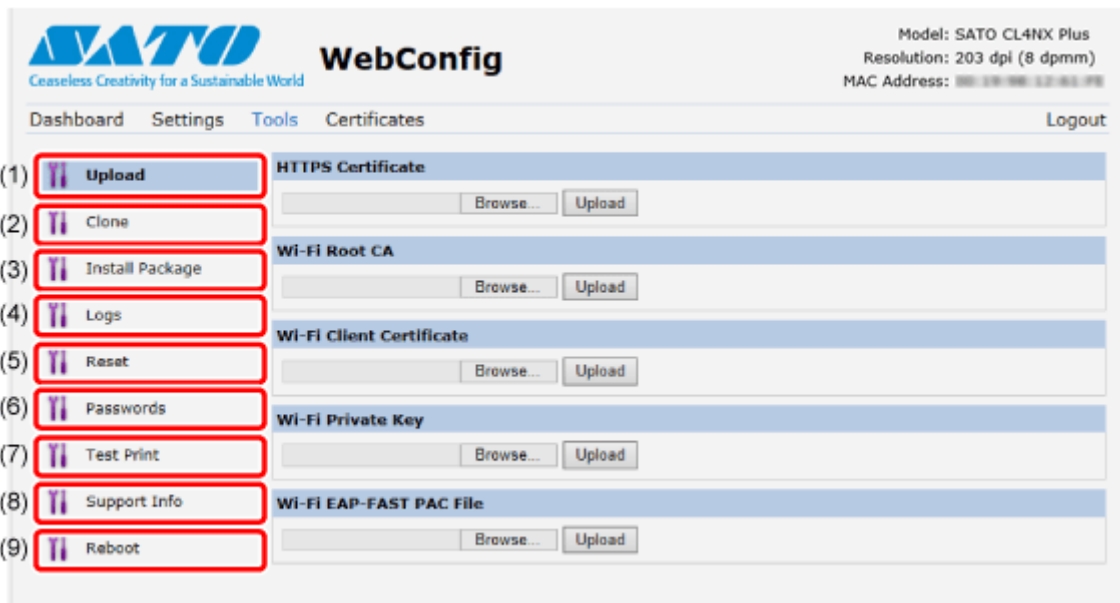 SATO
Ceaseless Creativity for a Sustainable World
WebConfig
Model: SATO CL4NX Plus
Resolution: 203 dpi (8 dpmm)
MAC Address:
Dashboard Settings Tools Certificates Logout
(1) Upload
(2) Clone
(3) Install Package
(4) Logs
(5) Reset
(6) Passwords
(7) Test Print
(8) Support Info
(9) Reboot
HTTPS Certificate
Browse... Upload
Wi-Fi Root CA
Browse... Upload
Wi-Fi Client Certificate
Browse... Upload
Wi-Fi Private Key
Browse... Upload
Wi-Fi EAP-FAST PAC File
Browse... Upload